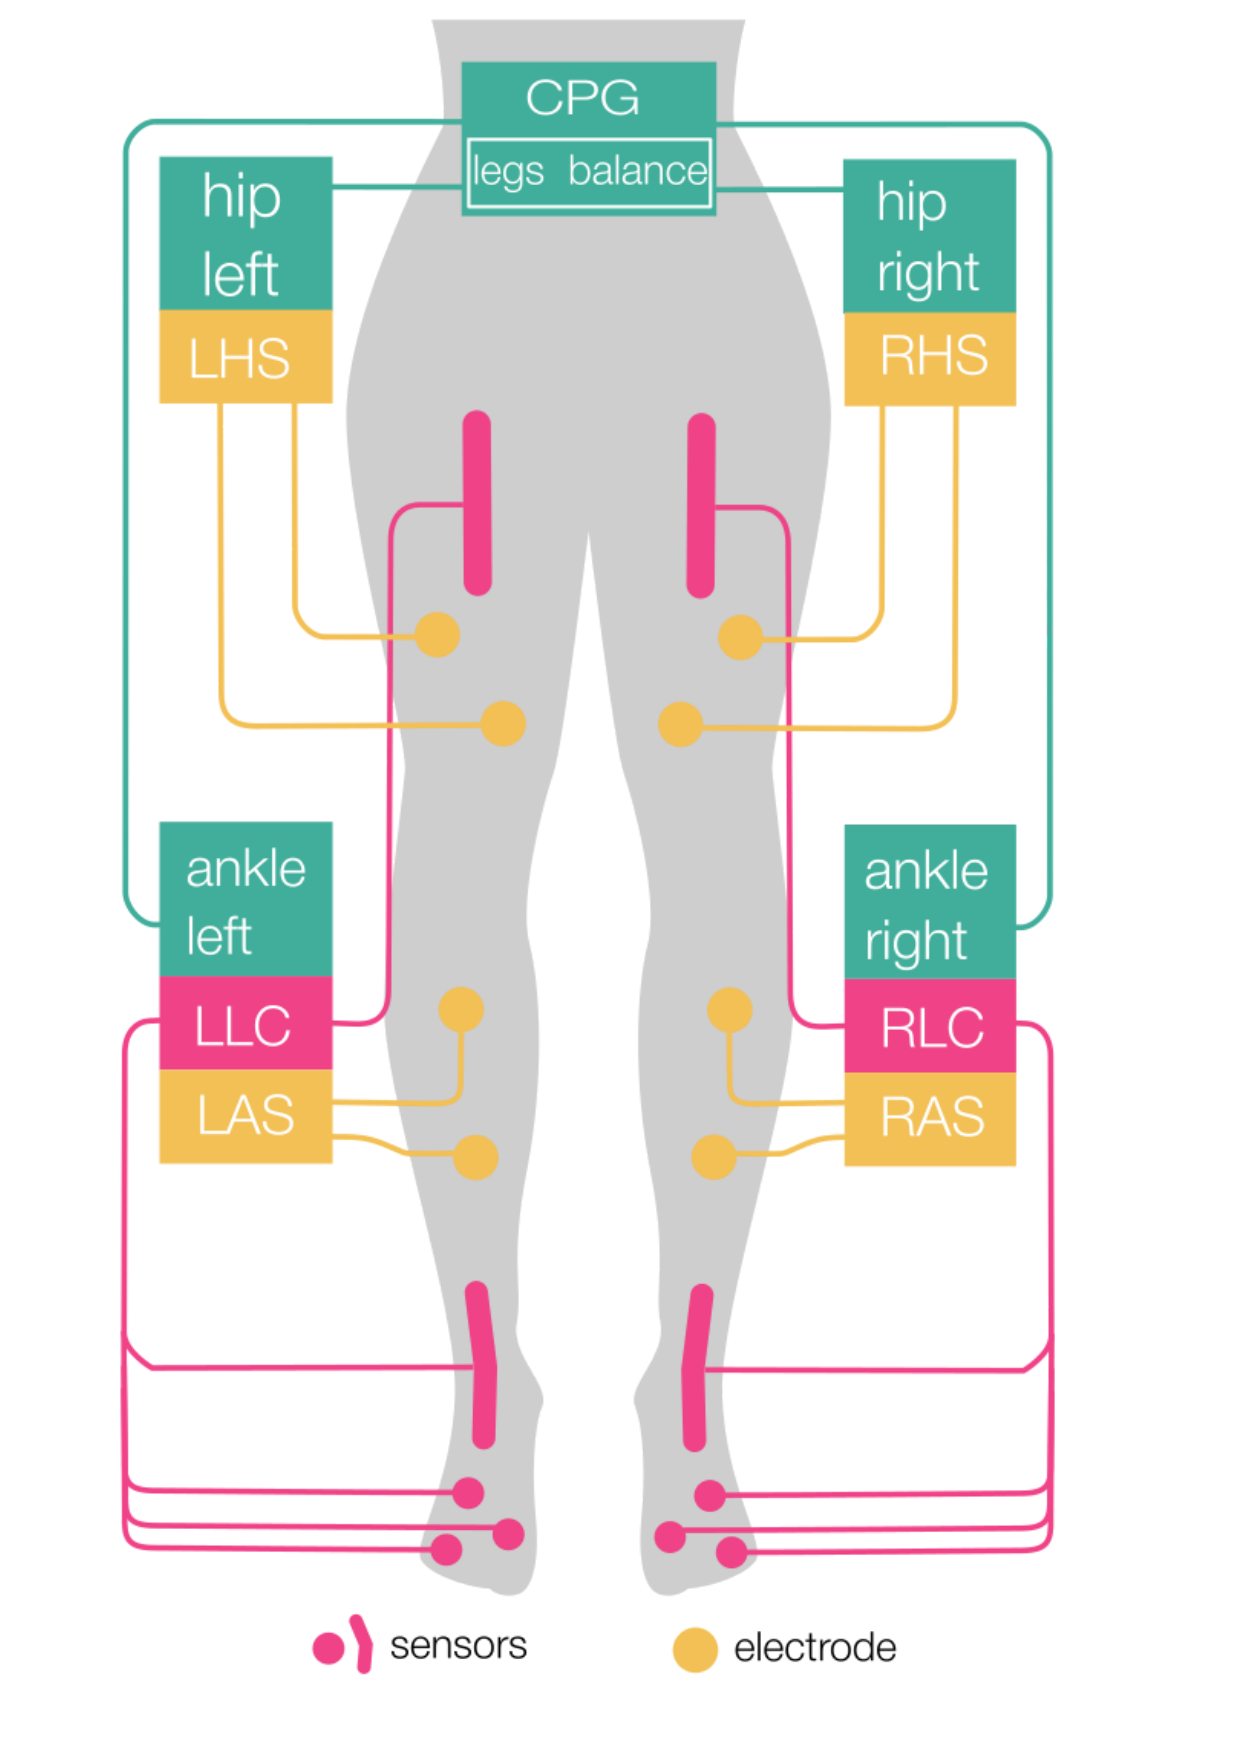 CPG
legs balance
hip
left
LHS
hip
right
RHS
ankle
left
LLC
LAS
ankle
right
RLC
RAS
sensors
electrode